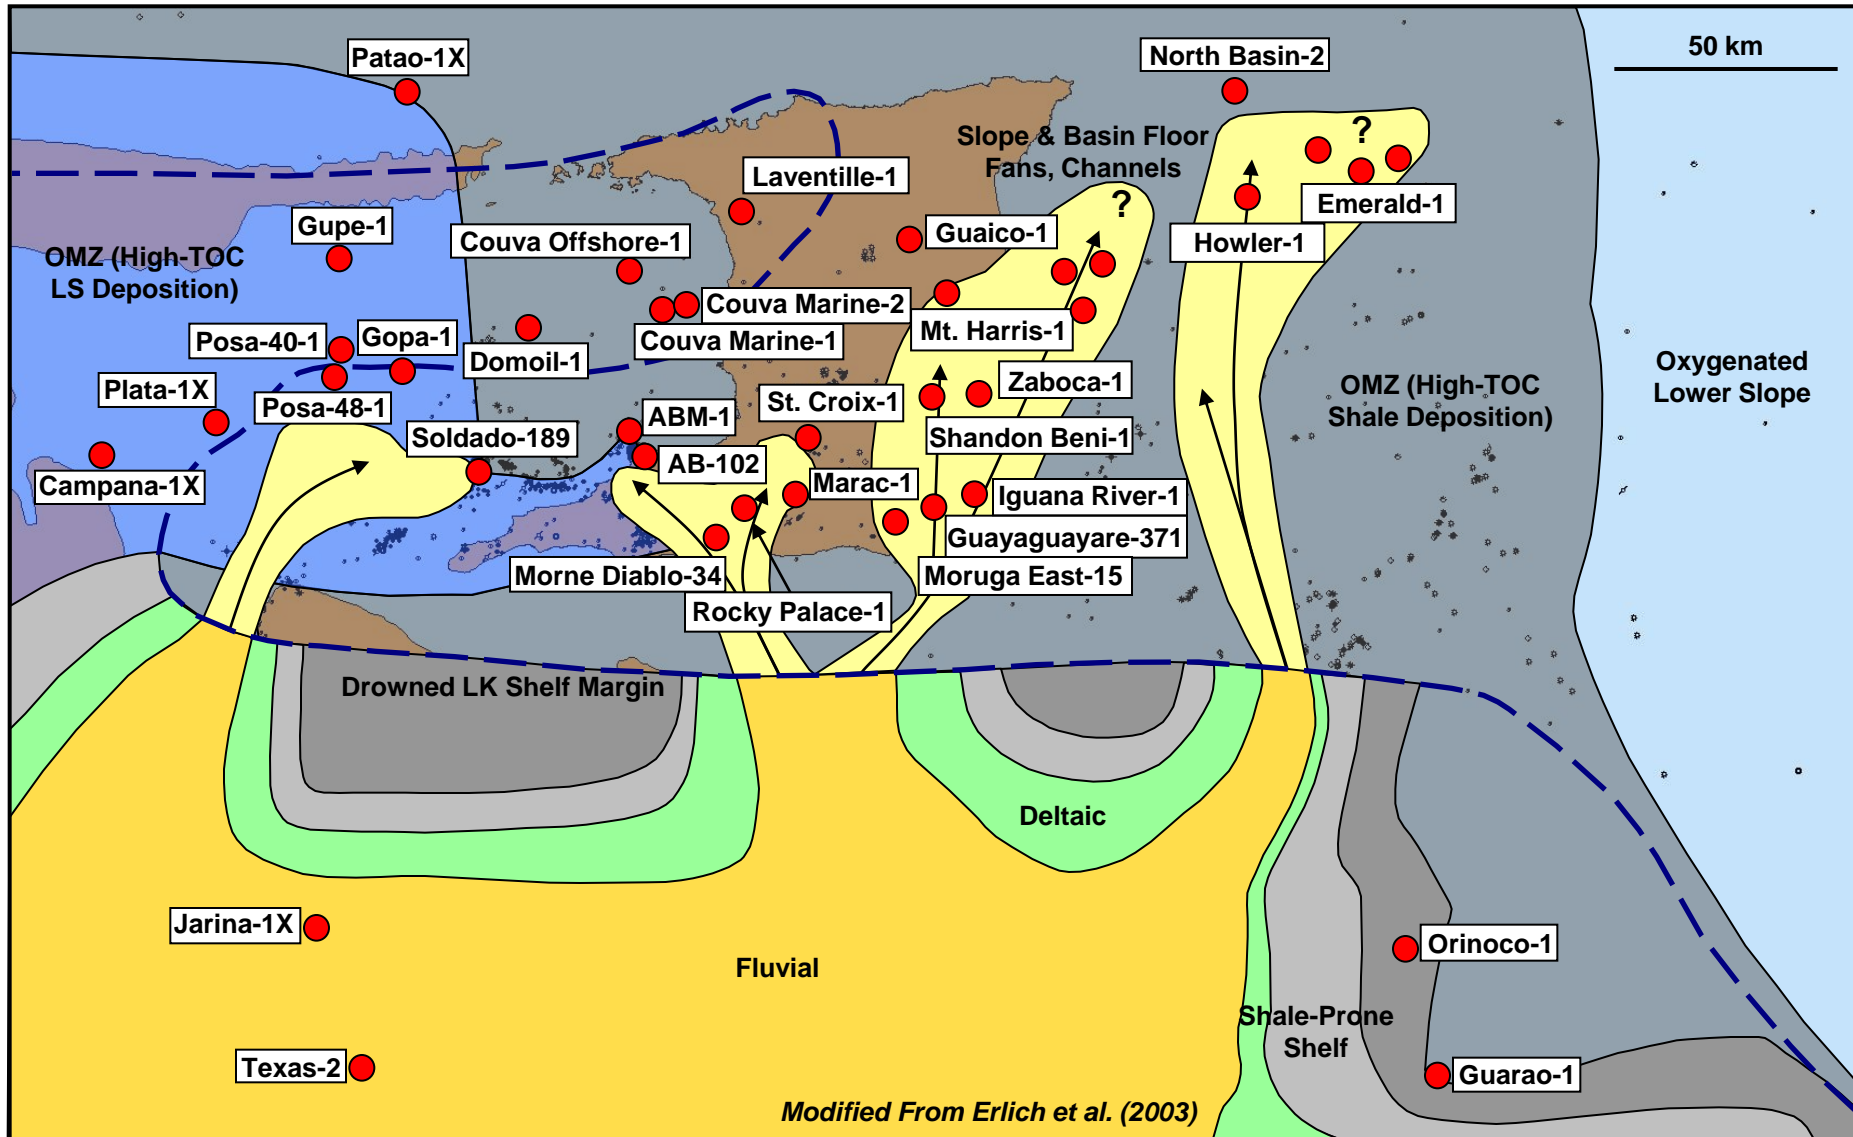 Patao-1X
North Basin-2
50 km
Slope & Basin Floor
Fans, Channels
?
Laventille-1
?
Emerald-1
Gupe-1
Couva Offshore-1
Guaico-1
Howler-1
OMZ (High-TOC
LS Deposition)
Couva Marine-2
Mt. Harris-1
Couva Marine-1
Posa-40-1
Gopa-1
Domoil-1
Oxygenated
Lower Slope
Zaboca-1
OMZ (High-TOC
Shale Deposition)
Plata-1X
Posa-48-1
ABM-1
St. Croix-1
Soldado-189
Shandon Beni-1
AB-102
Campana-1X
Marac-1
Iguana River-1
Guayaguayare-371
Morne Diablo-34
Moruga East-15
Rocky Palace-1
Drowned LK Shelf Margin
Deltaic
Jarina-1X
Orinoco-1
Fluvial
Shale-Prone
Shelf
Texas-2
Guarao-1
Modified From Erlich et al. (2003)